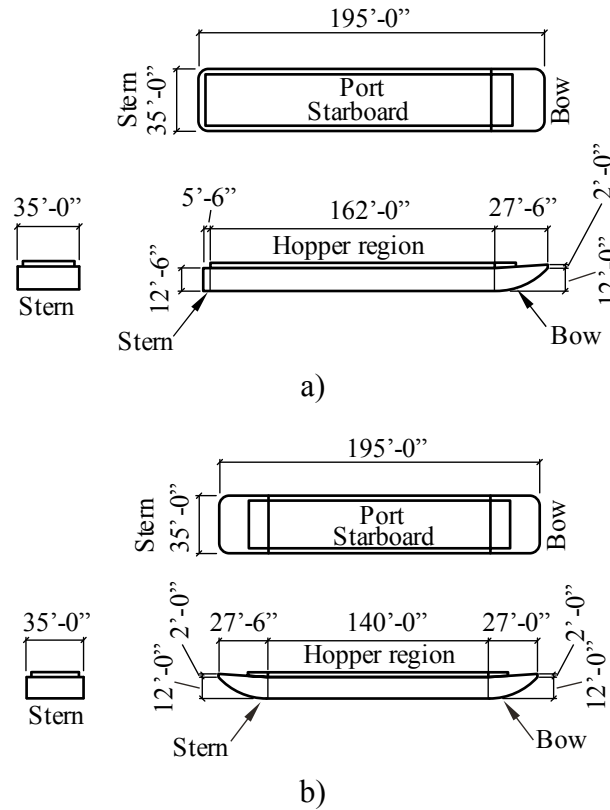 195’-0”
Stern
35’-0”
Port
Starboard
Bow
35’-0”
5’-6”
162’-0”
27’-6”
2’-0”
Hopper region
12’-6”
12’-0”
Stern
Stern
Bow
a)
195’-0”
Stern
35’-0”
Port
Starboard
Bow
35’-0”
27’-6”
140’-0”
27’-0”
2’-0”
2’-0”
Hopper region
12’-0”
12’-0”
Stern
Stern
Bow
b)